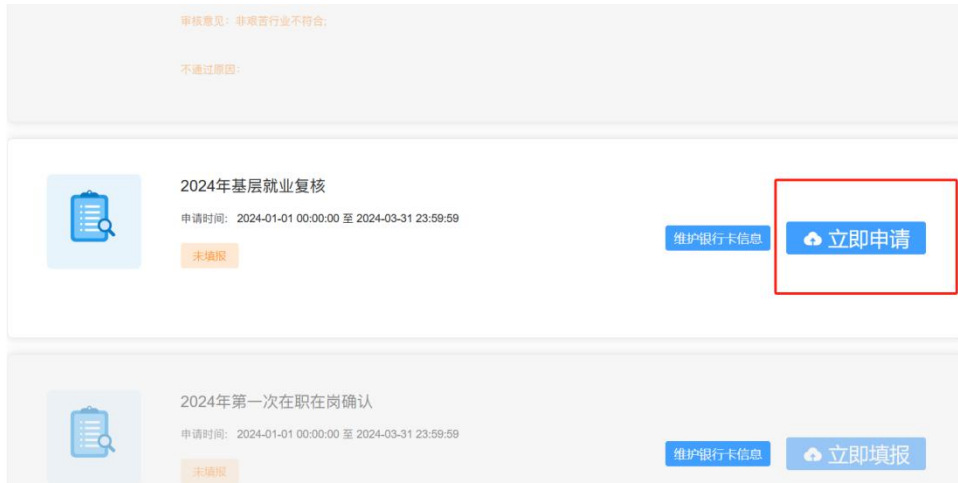 审核意见：非艰苦行业不符合;
不通过原因:
2024年基层就业复核
申请时间: 2024-01-01 00:00:00 至 2024-03-31 23:59:59
维护银行卡信息 立即申请
未填报
2024年第一次在职在岗确认
申请时间: 2024-01-01 00:00:00 至 2024-03-31 23:59:59
维护银行卡信息 立即填报
未填报